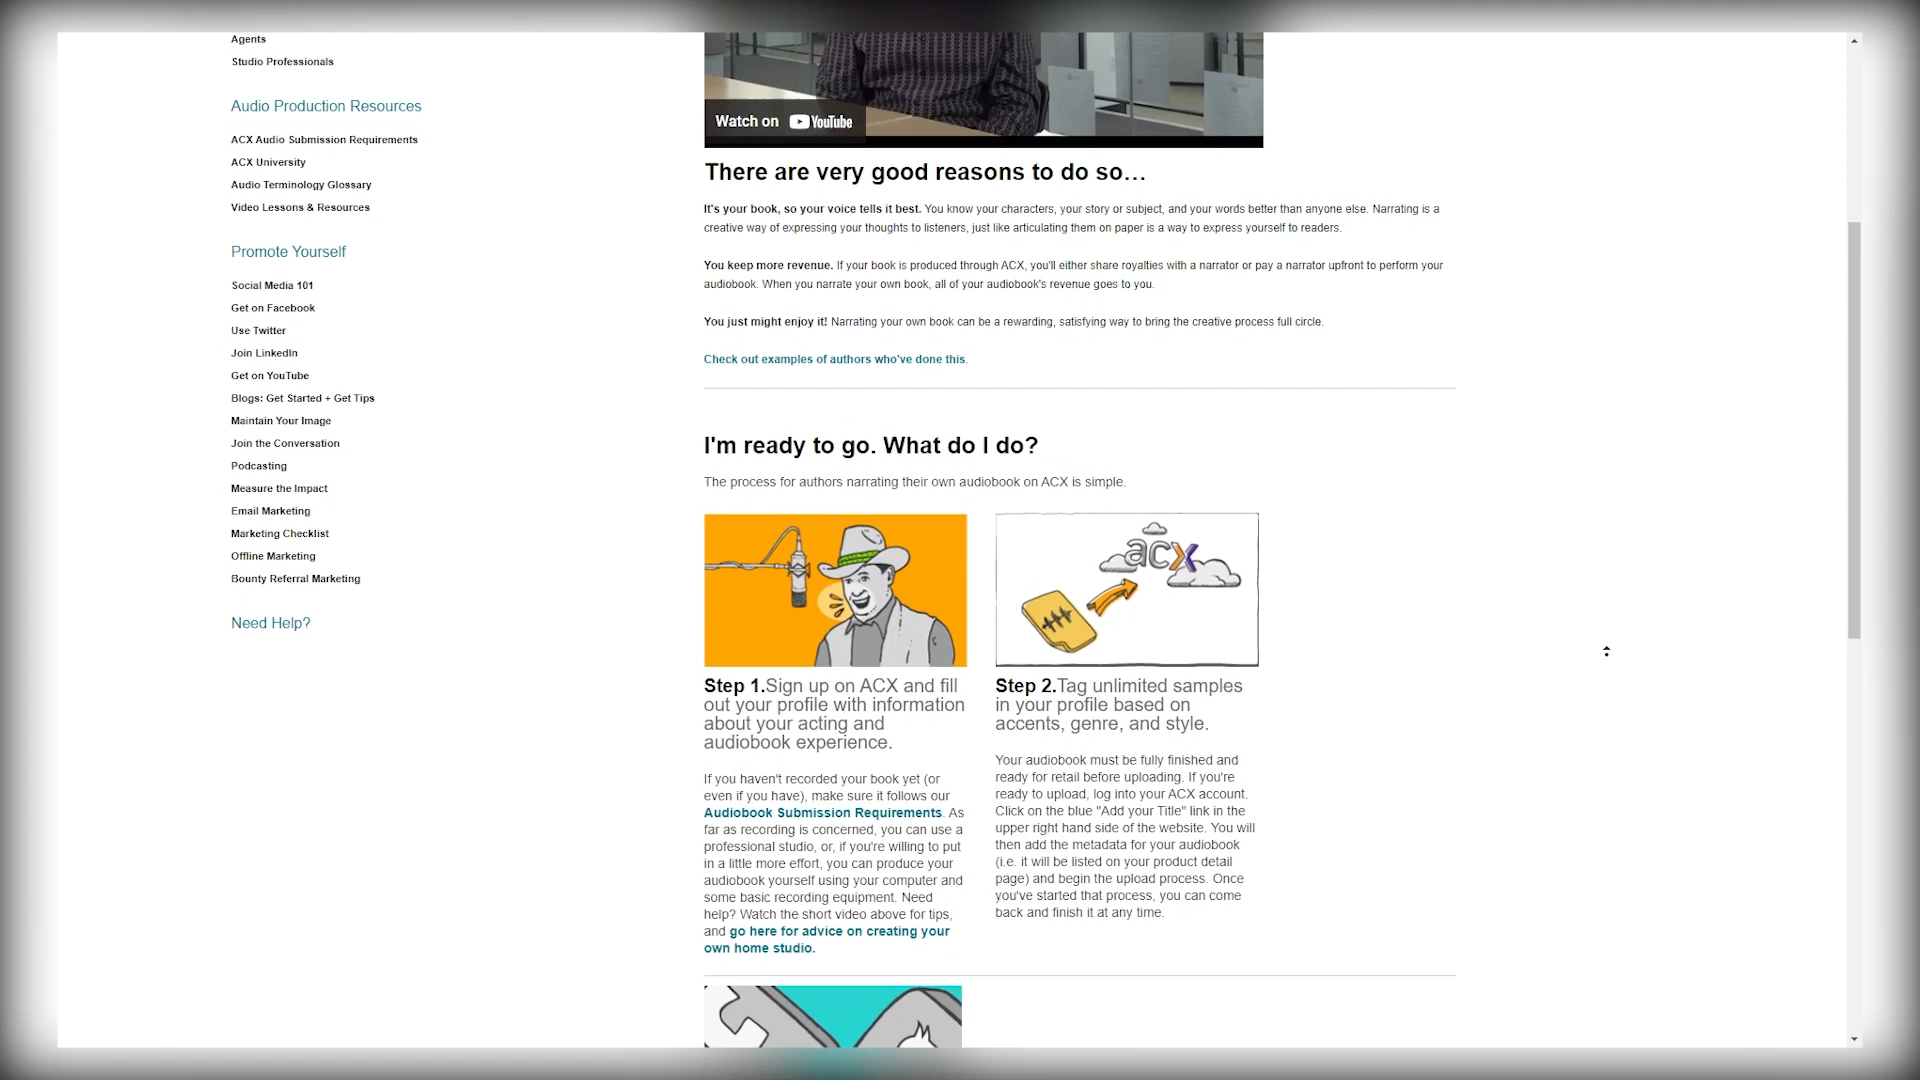 Agents
Studio Professionals
Audio Production Resources
ACX Audio Submission Requirements
ACX University
Audio Terminology Glossary
Video Lessons & Resources
Promote Yourself
Social Media 101
Get on Facebook
Use Twitter
Join LinkedIn
Get on YouTube
Blogs: Get Started + Get Tips
Maintain Your Image
Join the Conversation
Podcasting
Measure the Impact
Email Marketing
Marketing Checklist
Offline Marketing
Bounty Referral Marketing
Need Help?
Watch on YouTube
There are very good reasons to do so…
It's your book, so your voice tells it best. You know your characters, your story or subject, and your words better than anyone else. Narrating is a
creative way of expressing your thoughts to listeners, just like articulating them on paper is a way to express yourself to readers.
You keep more revenue. If your book is produced through ACX, you'll either share royalties with a narrator or pay a narrator upfront to perform your
audiobook. When you narrate your own book, all of your audiobook's revenue goes to you.
You just might enjoy it! Narrating your own book can be a rewarding, satisfying way to bring the creative process full circle.
Check out examples of authors who've done this.
I'm ready to go. What do I do?
The process for authors narrating their own audiobook on ACX is simple.
Step 1.Sign up on ACX and fill
out your profile with information
about your acting and
audiobook experience.
If you haven't recorded your book yet (or
even if you have), make sure it follows our
Audiobook Submission Requirements. As
far as recording is concerned, you can use a
professional studio, or, if you're willing to put
in a little more effort, you can produce your
audiobook yourself using your computer and
some basic recording equipment. Need
help? Watch the short video above for tips,
and go here for advice on creating your
own home studio.
acx
Step 2.Tag unlimited samples
in your profile based on
accents, genre, and style.
Your audiobook must be fully finished and
ready for retail before uploading. If you're
ready to upload, log into your ACX account.
Click on the blue "Add your Title" link in the
upper right hand side of the website. You will
then add the metadata for your audiobook
(i.e. it will be listed on your product detail
page) and begin the upload process. Once
you've started that process, you can come
back and finish it at any time.